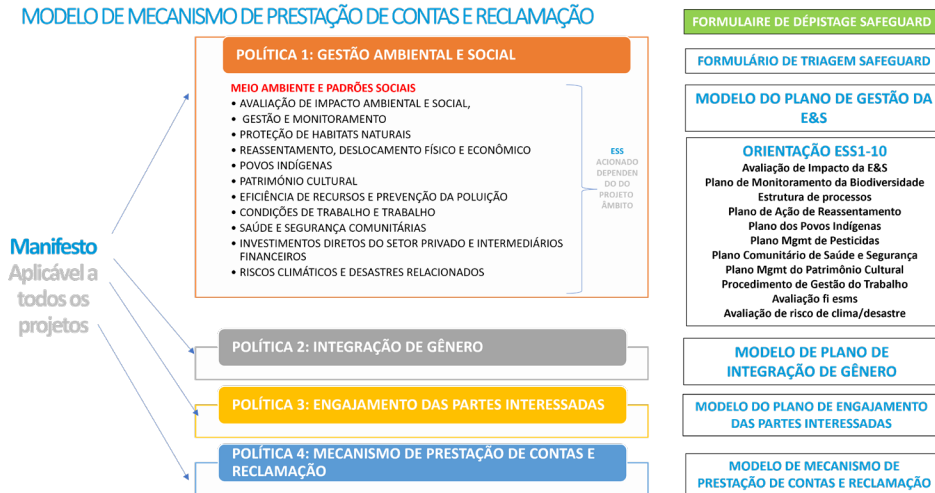 MODELO DE MECANISMO DE PRESTAÇÃO DE CONTAS E RECLAMAÇÃO
Manifesto
Aplicável a
todos os
projetos
POLÍTICA 1: GESTÃO AMBIENTAL E SOCIAL
MEIO AMBIENTE E PADRÕES SOCIAIS
• AVALIAÇÃO DE IMPACTO AMBIENTAL E SOCIAL,
• GESTÃO E MONITORAMENTO
• PROTEÇÃO DE HABITATS NATURAIS
• REASSENTAMENTO, DESLOCAMENTO FÍSICO E ECONÔMICO
• POVOS INDÍGENAS
• PATRIMÓNIO CULTURAL
• EFICIÊNCIA DE RECURSOS E PREVENÇÃO DA POLUIÇÃO
• CONDIÇÕES DE TRABALHO E TRABALHO
• SAÚDE E SEGURANÇA COMUNITÁRIAS
• INVESTIMENTOS DIRETOS DO SETOR PRIVADO E INTERMEDIÁRIOS
FINANCEIROS
• RISCOS CLIMÁTICOS E DESASTRES RELACIONADOS
ESS
ACIONADO
DEPENDEN
DO DO
PROJETO
ÂMBITO
POLÍTICA 2: INTEGRAÇÃO DE GÊNERO
POLÍTICA 3: ENGAJAMENTO DAS PARTES INTERESSADAS
POLÍTICA 4: MECANISMO DE PRESTAÇÃO DE CONTAS E
RECLAMAÇÃO
FORMULAIRE DE DÉPISTAGE SAFEGUARD
FORMULÁRIO DE TRIAGEM SAFEGUARD
MODELO DO PLANO DE GESTÃO DA
E&S
ORIENTAÇÃO ESS1-10
Avaliação de Impacto da E&S
Plano de Monitoramento da Biodiversidade
Estrutura de processos
Plano de Ação de Reassentamento
Plano dos Povos Indígenas
Plano Mgmt de Pesticidas
Plano Comunitário de Saúde e Segurança
Plano Mgmt do Patrimônio Cultural
Procedimento de Gestão do Trabalho
Avaliação fi esms
Avaliação de risco de clima/desastre
MODELO DE PLANO DE
INTEGRAÇÃO DE GÊNERO
MODELO DO PLANO DE ENGAJAMENTO
DAS PARTES INTERESSADAS
MODELO DE MECANISMO DE
PRESTAÇÃO DE CONTAS E RECLAMAÇÃO